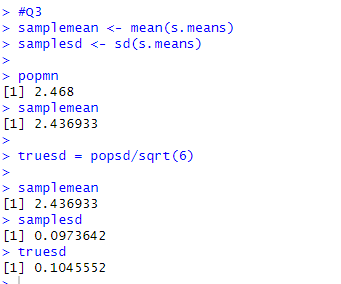 > #Q3
> samplemean <- mean(s.means)
> samplesd <- sd(s.means)
>
> popmn
[1] 2.468
> samplemean
[1] 2.436933
>
> truesd = popsd/sqrt(6)
>
> samplemean
[1] 2.436933
> samplesd
[1] 0.0973642
> truesd
[1] 0.1045552
>